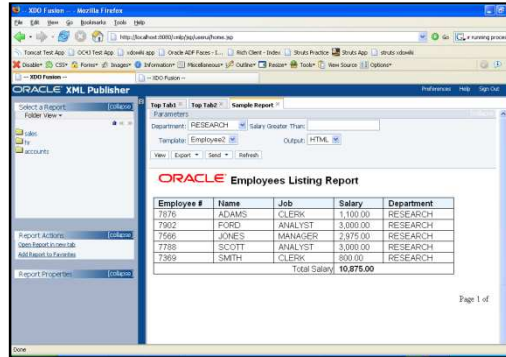 XDO Fusion -- Mozilla Firefox
File Edit View Go Bookmarks Tools Help
http://localhost:8080/xmlp/jsp/users/home.jsp
Go
running proces
Tomcat Test App OC4J Test App xdowiki app Oracle ADF Faces - I... Rich Client - Index Struts Practice Struts App struts xdowiki
Disable CSS Forms Images Information Miscellaneous Outline Resize Tools View Source Options
XDO Fusion --
XDO Fusion --
ORACLE XML Publisher
Preferences Help Sign Out
Select a Report [collapse]
Folder View
sales
hr
accounts
Report Actions [collapse]
Open Report in new tab
Add Report to Favorites
Report Properties [collapse]
Top Tab1 Top Tab2 Sample Report
Parameters
Department: RESEARCH Salary Greater Than:
Template: Employee2 Output: HTML
View Export Send Refresh
ORACLE Employees Listing Report
Employee # Name Job Salary Department
7876 ADAMS CLERK 1,100.00 RESEARCH
7902 FORD ANALYST 3,000.00 RESEARCH
7566 JONES MANAGER 2,975.00 RESEARCH
7788 SCOTT ANALYST 3,000.00 RESEARCH
7369 SMITH CLERK 800.00 RESEARCH
Total Salary 10,875.00
Page 1 of
Done